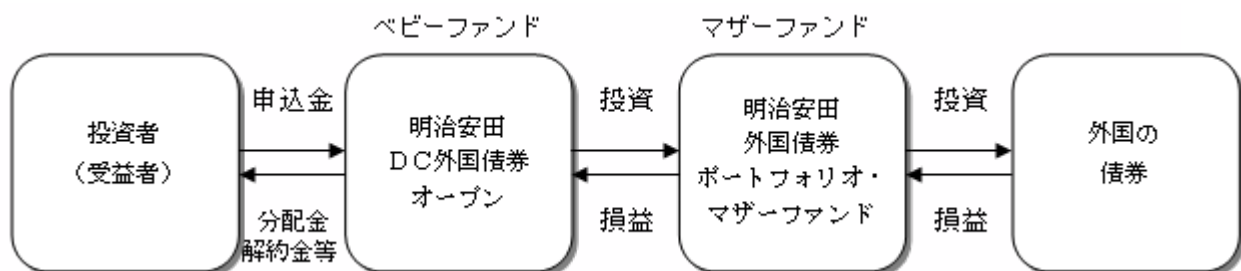 ベビーファンド
マザーファンド
投資者
（受益者）
申込金
分配金
解約金等
明治安田
ＤＣ外国債券
オープン
投資
損益
明治安田
外国債券
ポートフォリオ・
マザーファンド
投資
損益
外国の
債券